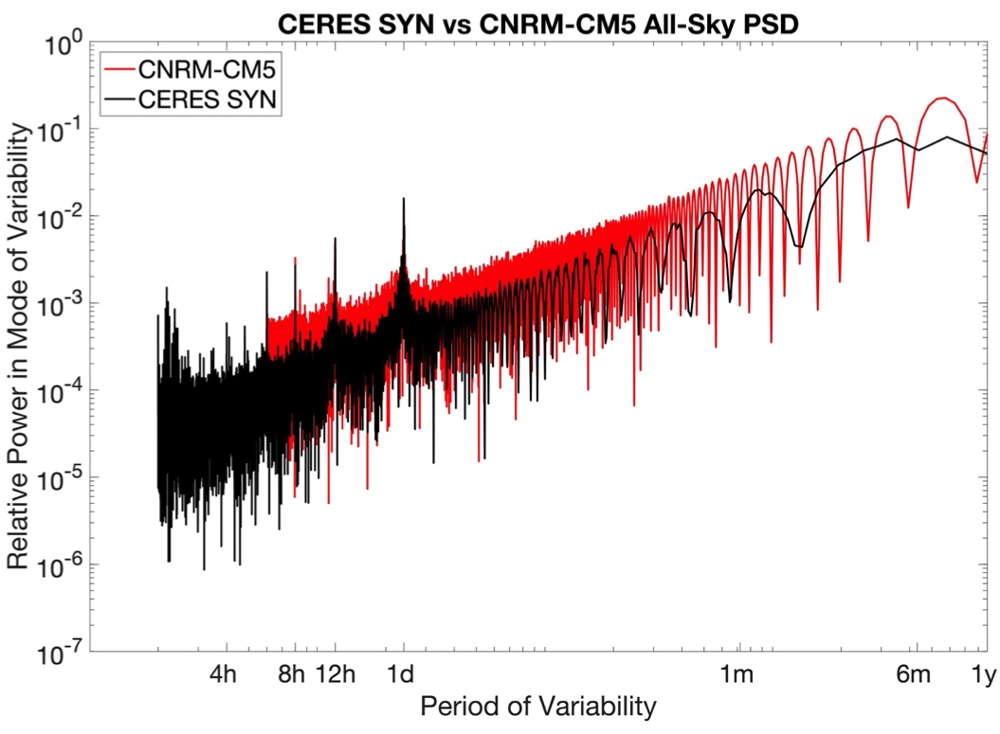 CERES SYN vs CNRM-CM5 All-Sky PSD
CNRM-CM5
CERES SYN
Relative Power in Mode of Variability
10^0
10^-1
10^-2
10^-3
10^-4
10^-5
10^-6
10^-7
4h 8h 12h 1d 1m 6m 1y
Period of Variability